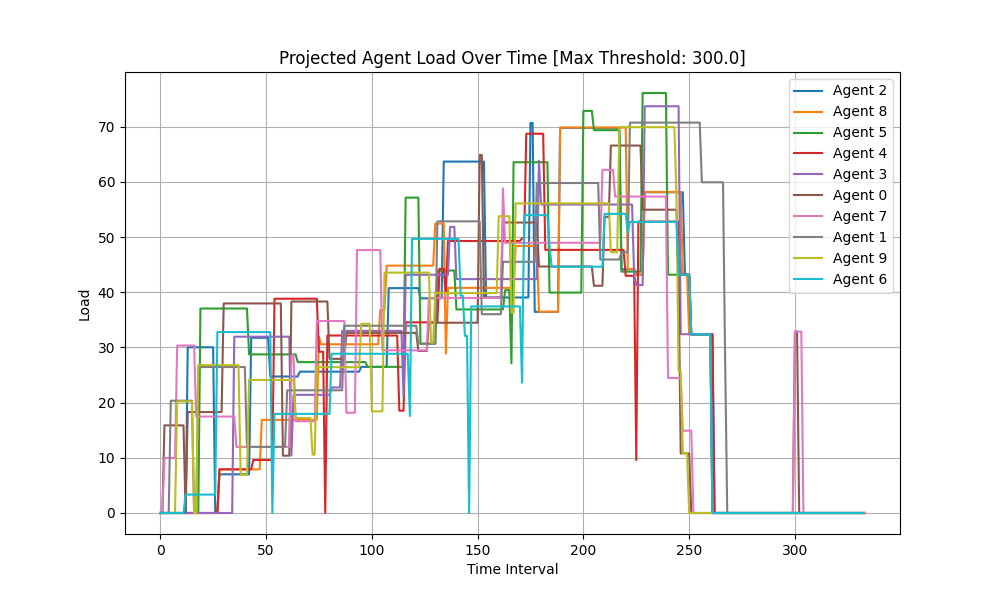 Projected Agent Load Over Time [Max Threshold: 300.0]
Load
70
60
50
40
30
20
10
0
0 50 100 150 200 250 300
Time Interval
Agent 2
Agent 8
Agent 5
Agent 4
Agent 3
Agent 0
Agent 7
Agent 1
Agent 9
Agent 6